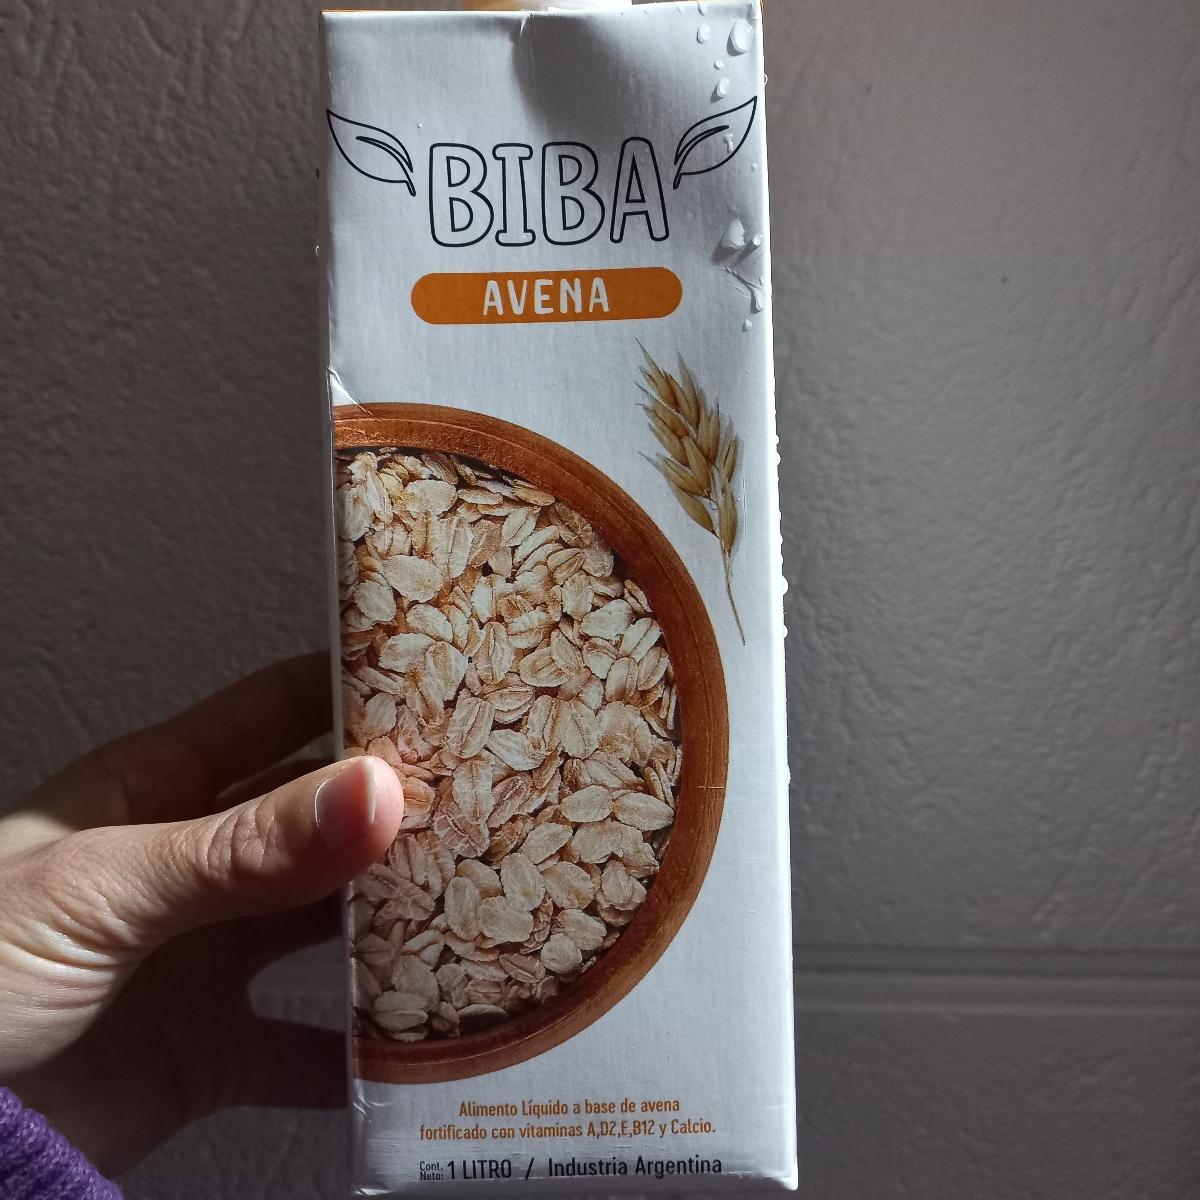 BIBA
AVENA
Alimento Líquido a base de avena
fortificado con vitaminas A,D2,E,B12 y Calcio.
Cont. Neto: 1 LITRO / Industria Argentina